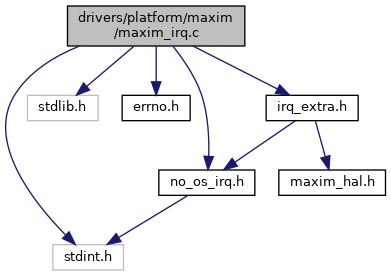 drivers/platform/maxim
/maxim_irq.c
stdlib.h
errno.h
irq_extra.h
no_os_irq.h
maxim_hal.h
stdint.h